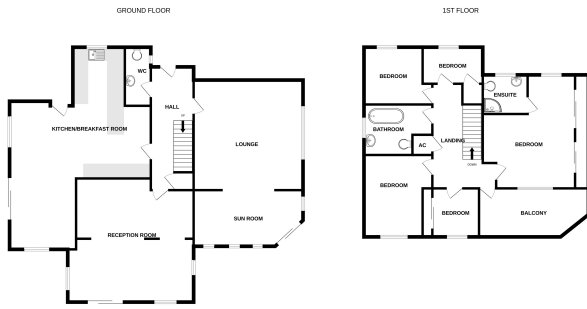 GROUND FLOOR
1ST FLOOR
WC
HALL
UP
KITCHEN/BREAKFAST ROOM
LOUNGE
SUN ROOM
RECEPTION ROOM
BEDROOM
BEDROOM
ENSUITE
BATHROOM
LANDING
AC
BEDROOM
DOWN
BEDROOM
BEDROOM
BALCONY